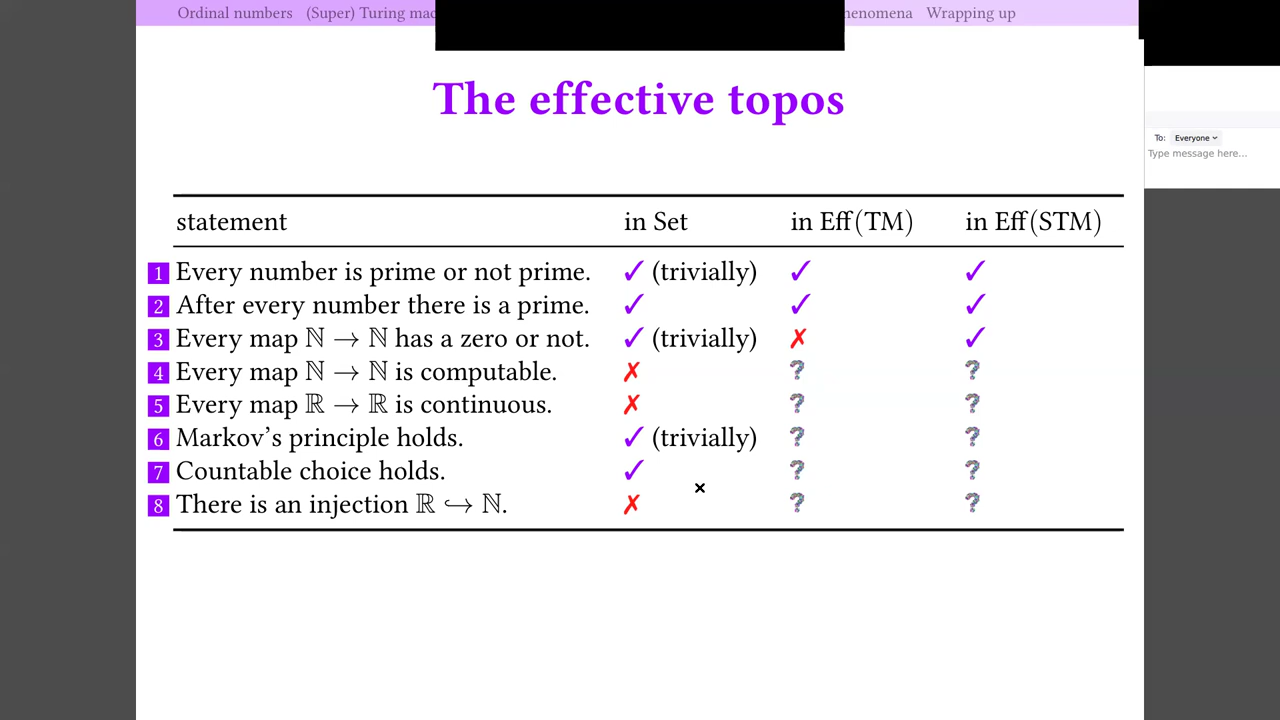 Ordinal numbers (Super) Turing mac henomena Wrapping up
The effective topos
To: Everyone
Type message here...
statement in Set in Eff(TM) in Eff(STM)
1 Every number is prime or not prime. ✓ (trivially) ✓ ✓
2 After every number there is a prime. ✓ ✓ ✓
3 Every map ℕ → ℕ has a zero or not. ✓ (trivially) ✗ ✓
4 Every map ℕ → ℕ is computable. ✗ ? ?
5 Every map ℝ → ℝ is continuous. ✗ ? ?
6 Markov's principle holds. ✓ (trivially) ? ?
7 Countable choice holds. ✓ ? ?
8 There is an injection ℝ ↪ ℕ. ✗ ? ?